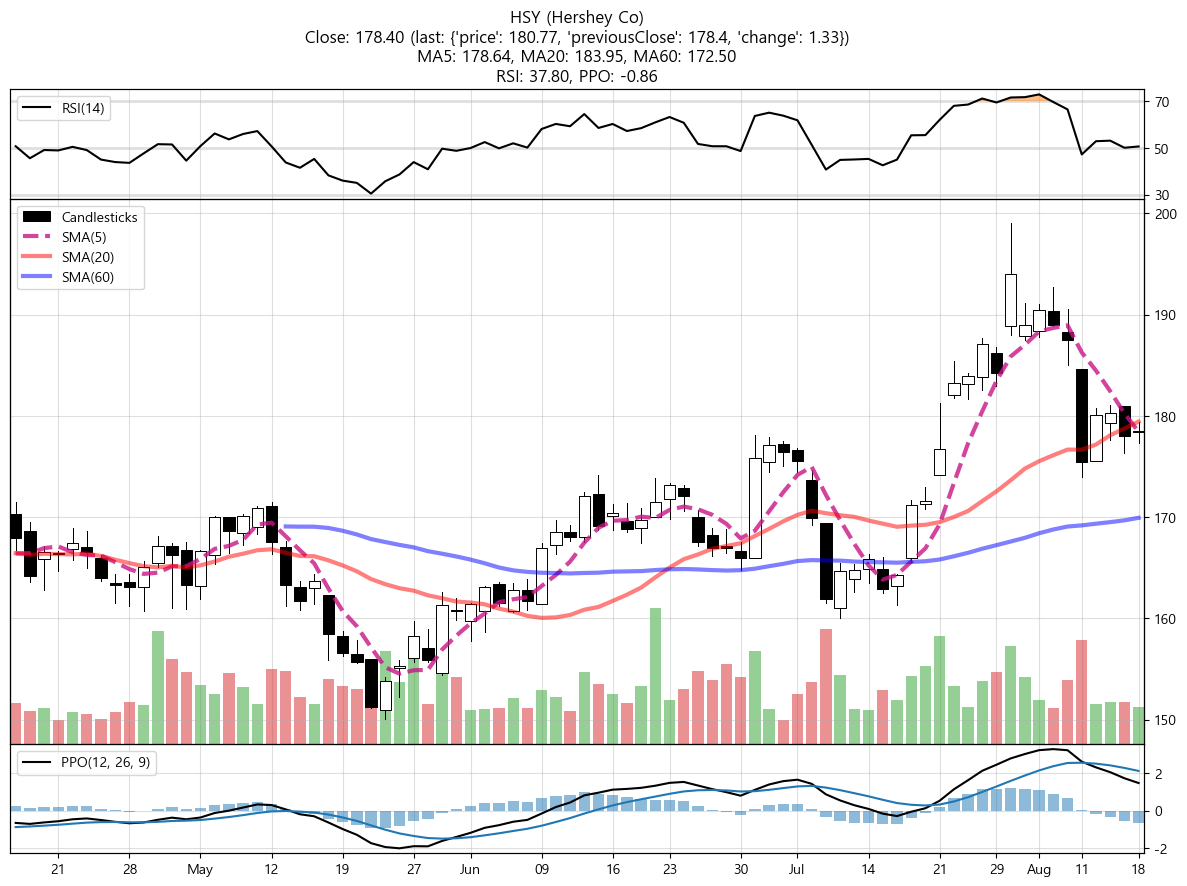 HSY (Hershey Co)
Close: 178.40 (last: {'price': 180.77, 'previousClose': 178.4, 'change': 1.33})
MA5: 178.64, MA20: 183.95, MA60: 172.50
RSI: 37.80, PPO: -0.86
RSI(14)
70
50
30
Candlesticks
SMA(5)
SMA(20)
SMA(60)
200
190
180
170
160
150
PPO(12, 26, 9)
2
0
-2
21 28 May 12 19 27 Jun 09 16 23 30 Jul 14 21 29 Aug 11 18